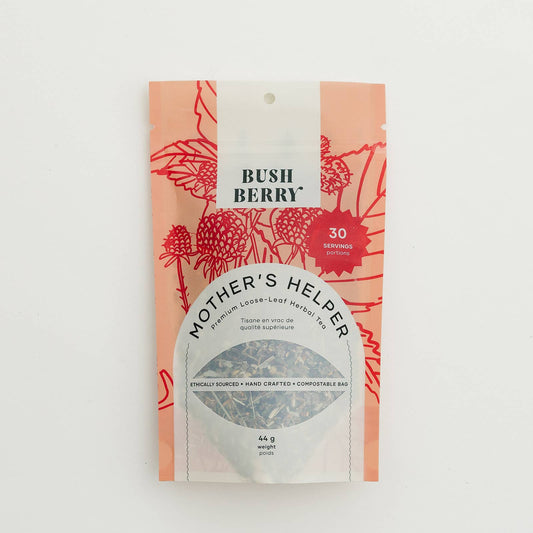 BUSH
BERRY
30
SERVINGS
portions
MOTHER'S HELPER
Premium Loose-Leaf Herbal Tea
Tisane en vrac de
qualité supérieure
ETHICALLY SOURCED • HAND CRAFTED • COMPOSTABLE BAG
44 g
weight
poids